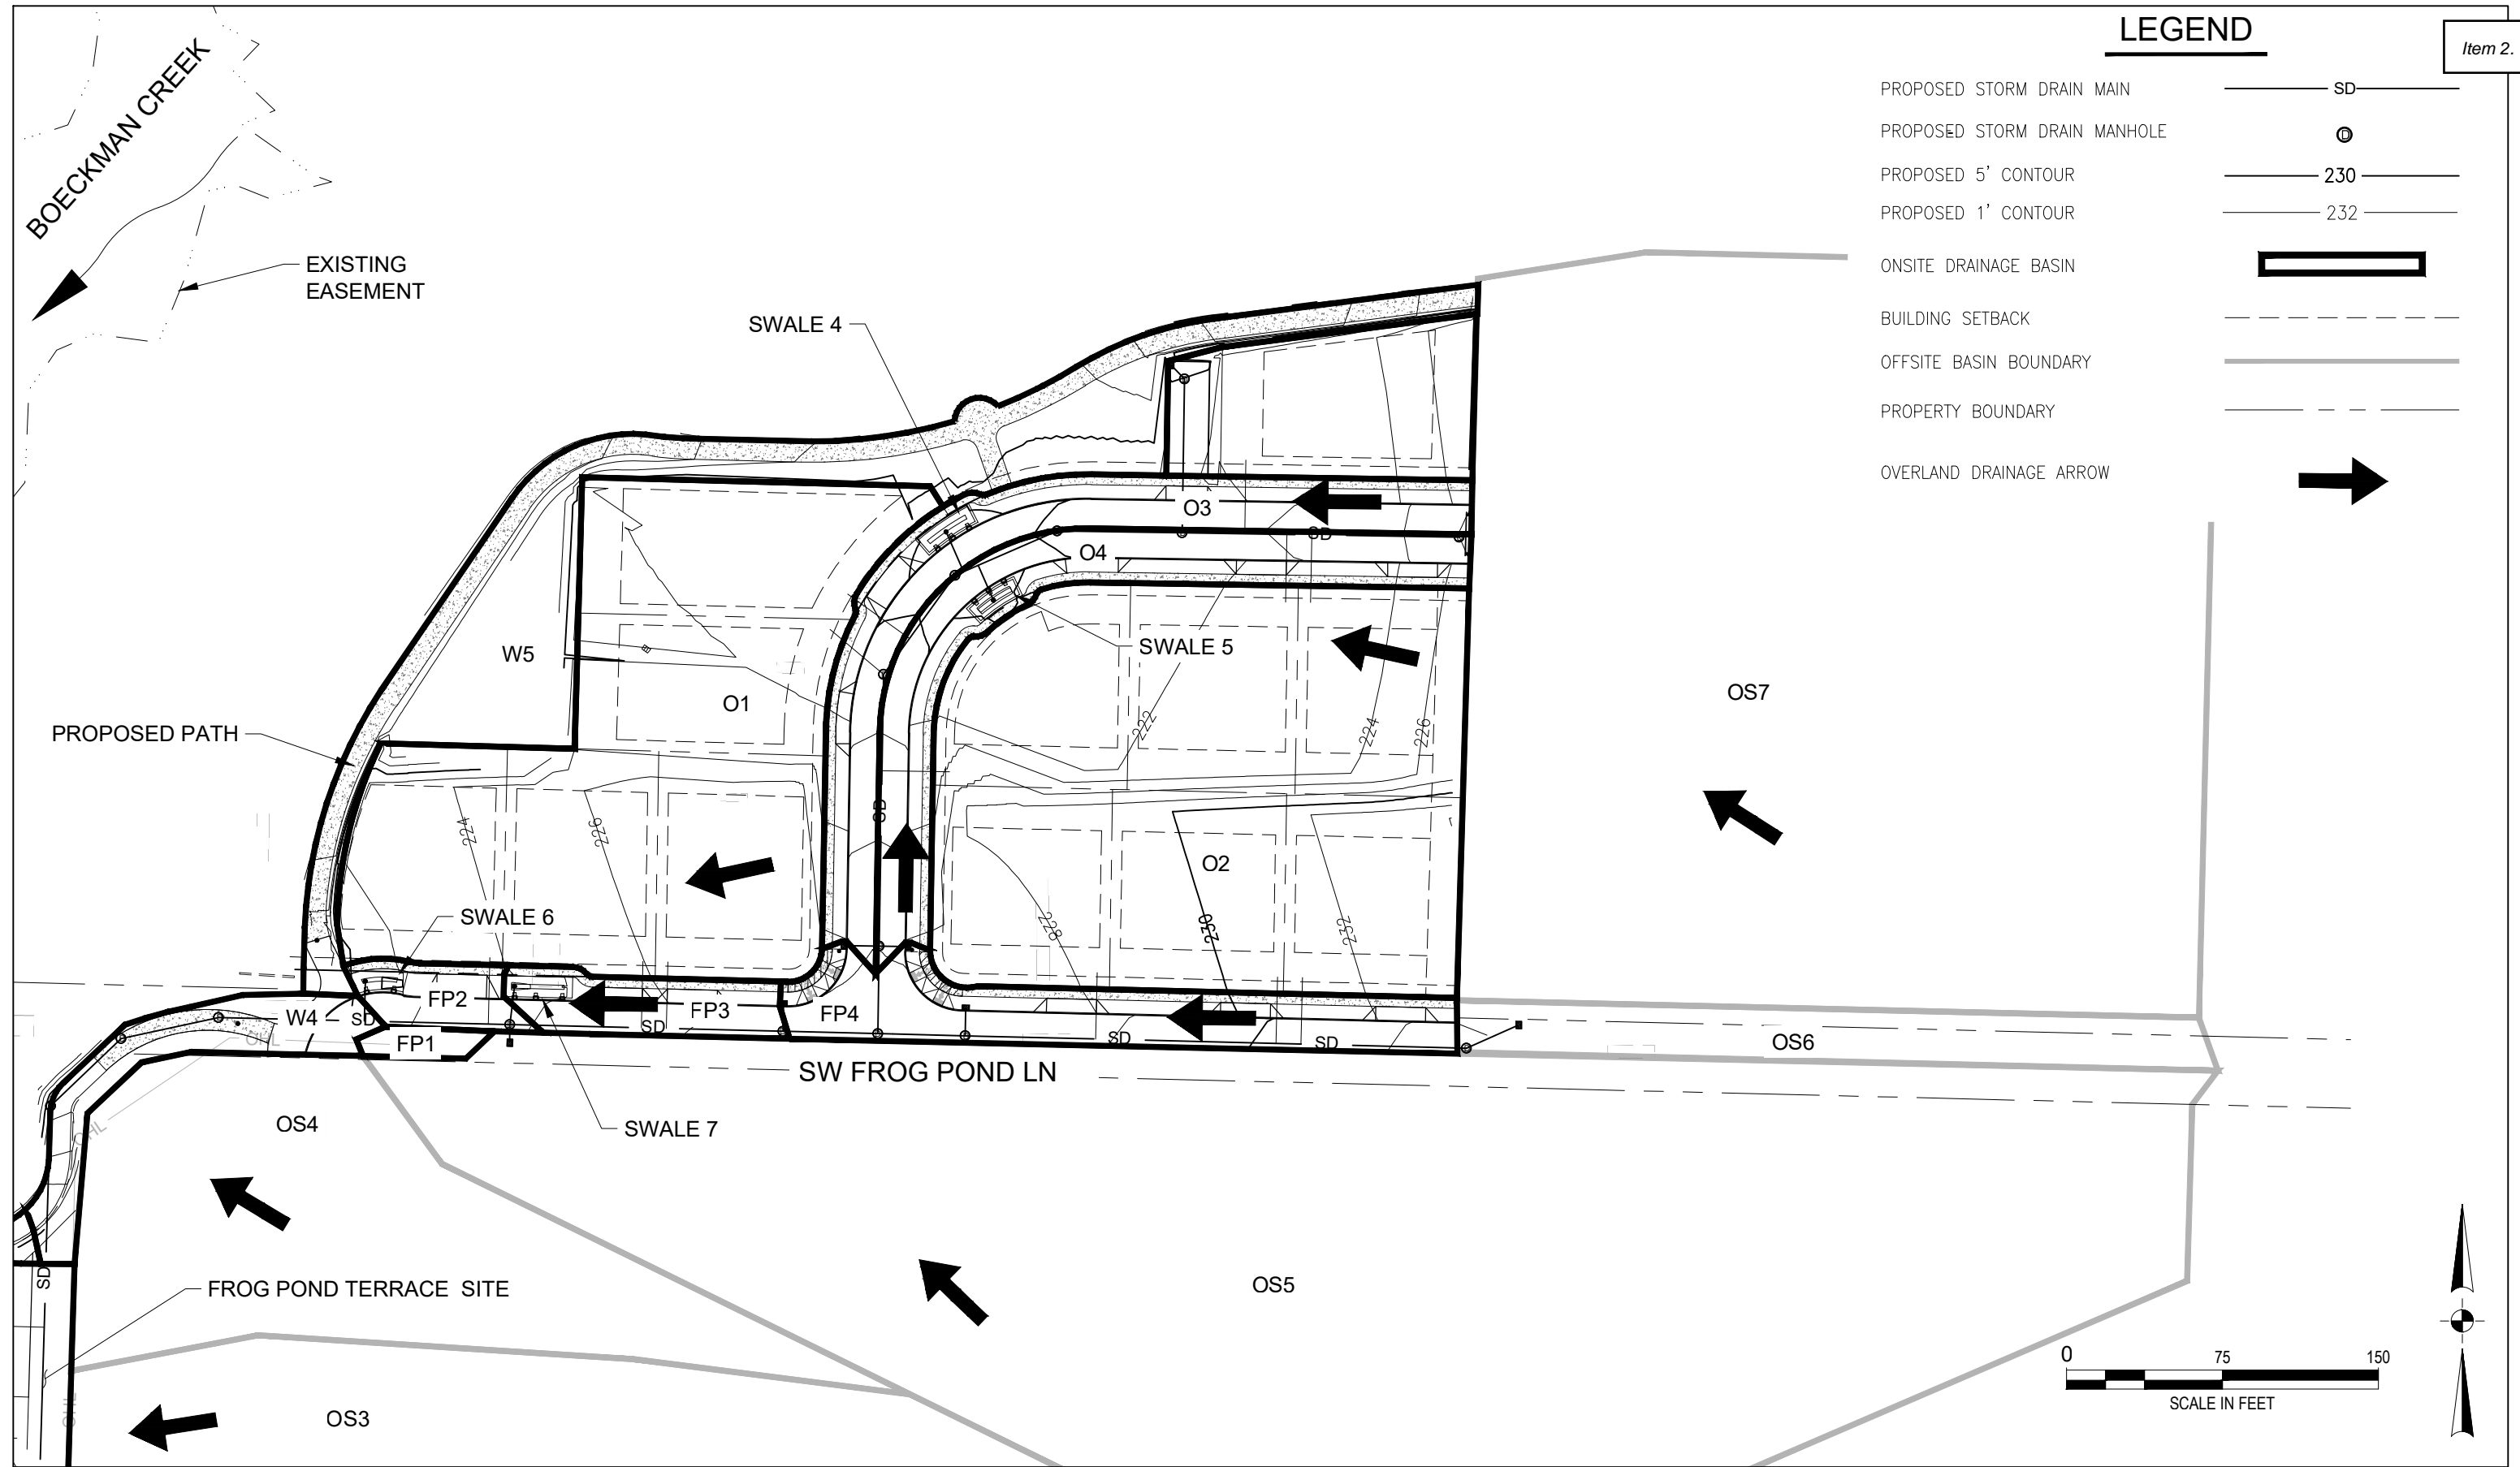 LEGEND
Item 2.
PROPOSED STORM DRAIN MAIN
SD
PROPOSED STORM DRAIN MANHOLE
D
PROPOSED 5' CONTOUR
230
PROPOSED 1' CONTOUR
232
ONSITE DRAINAGE BASIN
BUILDING SETBACK
OFFSITE BASIN BOUNDARY
PROPERTY BOUNDARY
OVERLAND DRAINAGE ARROW
BOECKMAN CREEK
EXISTING
EASEMENT
SWALE 4
O3
SD
O4
SWALE 5
W5
O1
OS7
PROPOSED PATH
222
224
226
SD
224
226
O2
228
230
232
SWALE 6
FP2
FP3
FP4
W4
SD
SD
SD
SD
FP1
OHL
OS6
SW FROG POND LN
OS4
OHL
SWALE 7
SD
FROG POND TERRACE SITE
OS5
OHL
OS3
0
75
150
SCALE IN FEET